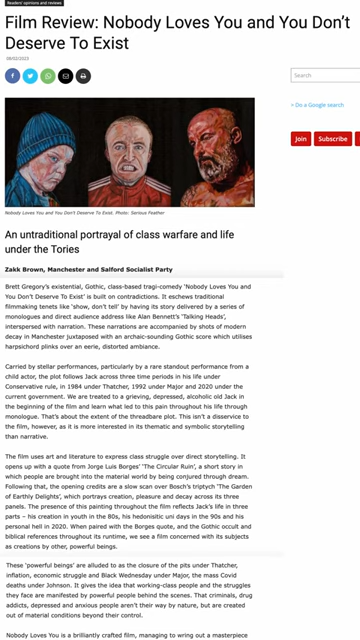 Readers' opinions and reviews
Film Review: Nobody Loves You and You Don't
Deserve To Exist
08/02/2023
Search
> Do a Google search
Join
Subscribe
Nobody Loves You and You Don't Deserve To Exist. Photo: Serious Feather
An untraditional portrayal of class warfare and life
under the Tories
Zakk Brown, Manchester and Salford Socialist Party
Brett Gregory's existential, Gothic, class-based tragi-comedy 'Nobody Loves You and
You Don't Deserve To Exist' is built on contradictions. It eschews traditional
filmmaking tenets like 'show, don't tell' by having its story delivered by a series of
monologues and direct audience address like Alan Bennett's 'Talking Heads',
interspersed with narration. These narrations are accompanied by shots of modern
decay in Manchester juxtaposed with an archaic-sounding Gothic score which utilises
harpsichord plinks over an eerie, distorted ambiance.
Carried by stellar performances, particularly by a rare standout performance from a
child actor, the plot follows Jack across three time periods in his life under
Conservative rule, in 1984 under Thatcher, 1992 under Major and 2020 under the
current government. We are treated to a grieving, depressed, alcoholic old Jack in
the beginning of the film and learn what led to this pain throughout his life through
monologue. That's about the extent of the threadbare plot. This isn't a disservice to
the film, however, as it is more interested in its thematic and symbolic storytelling
than narrative.
The film uses art and literature to express class struggle over direct storytelling. It
opens up with a quote from Jorge Luis Borges' 'The Circular Ruin', a short story in
which people are brought into the material world by being conjured through dream.
Following this, the opening credits are a slow scan over Bosch's triptych 'The Garden
of Earthly Delights', which portrays creation, pleasure and decay across its three
panels. The presence of this painting throughout the film reflects Jack's life in three
parts – his creation in youth in the 80s, his hedonisitic uni days in the 90s and his
personal hell in 2020. When paired with the Borges quote, and the Gothic occult and
biblical references throughout its runtime, we see a film concerned with its subjects
as creations by other, powerful beings.
These 'powerful beings' are alluded to as the closure of the pits under Thatcher,
inflation, economic struggle and Black Wednesday under Major, the mass Covid
deaths under Johnson. It gives the idea that working-class people and the struggles
they face are manifested by powerful people behind the scenes. That criminals, drug
addicts, depressed and anxious people aren't their way by nature, but are created
out of material conditions beyond their control.
Nobody Loves You is a brilliantly crafted film, managing to wring out a masterpiece